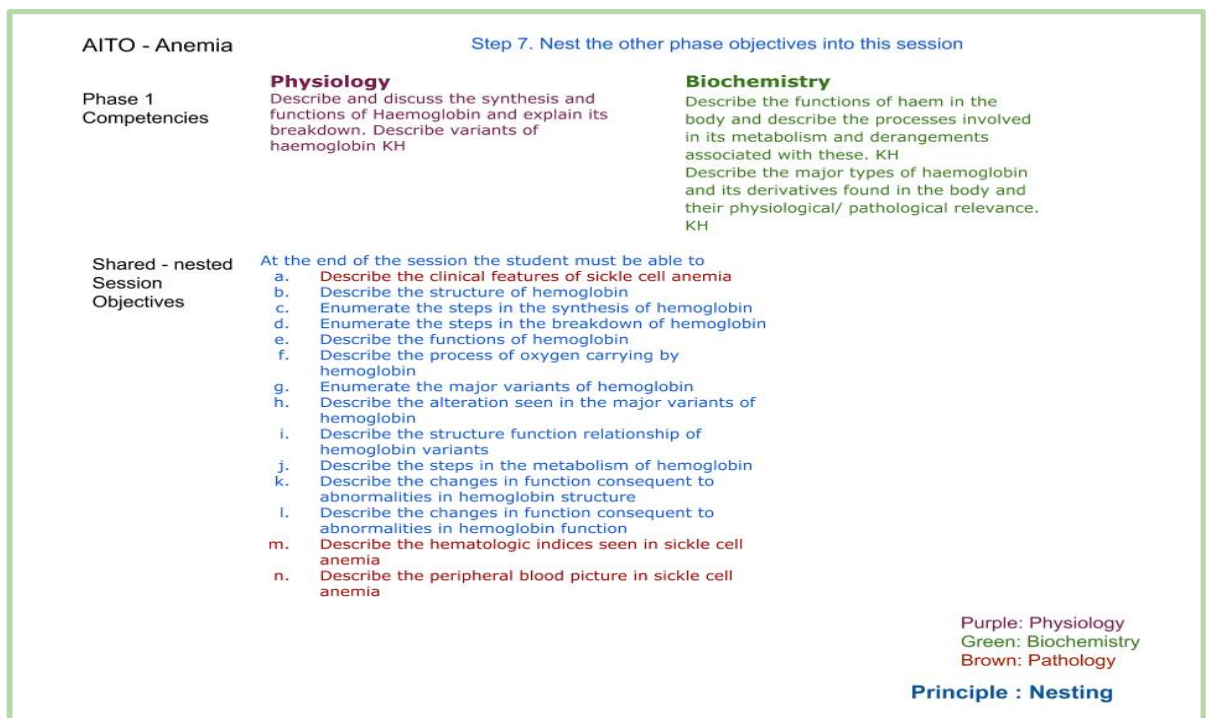 AITO - Anemia
Step 7. Nest the other phase objectives into this session
Phase 1
Competencies
Physiology
Describe and discuss the synthesis and
functions of Haemoglobin and explain its
breakdown. Describe variants of
haemoglobin KH
Biochemistry
Describe the functions of haem in the
body and describe the processes involved
in its metabolism and derangements
associated with these. KH
Describe the major types of haemoglobin
and its derivatives found in the body and
their physiological/ pathological relevance.
KH
Shared - nested
Session
Objectives
At the end of the session the student must be able to
a. Describe the clinical features of sickle cell anemia
b. Describe the structure of hemoglobin
c. Enumerate the steps in the synthesis of hemoglobin
d. Enumerate the steps in the breakdown of hemoglobin
e. Describe the functions of hemoglobin
f. Describe the process of oxygen carrying by
hemoglobin
g. Enumerate the major variants of hemoglobin
h. Describe the alteration seen in the major variants of
hemoglobin
i. Describe the structure function relationship of
hemoglobin variants
j. Describe the steps in the metabolism of hemoglobin
k. Describe the changes in function consequent to
abnormalities in hemoglobin structure
l. Describe the changes in function consequent to
abnormalities in hemoglobin function
m. Describe the hematologic indices seen in sickle cell
anemia
n. Describe the peripheral blood picture in sickle cell
anemia
Purple: Physiology
Green: Biochemistry
Brown: Pathology
Principle : Nesting